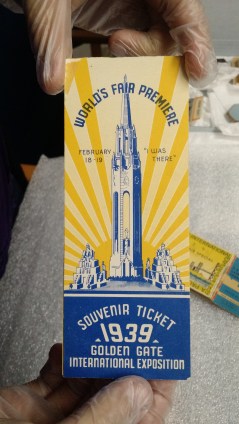 WORLD'S FAIR PREMIERE
FEBRUARY 18-19
"I WAS THERE"
SOUVENIR TICKET
1939
GOLDEN GATE
INTERNATIONAL EXPOSITION